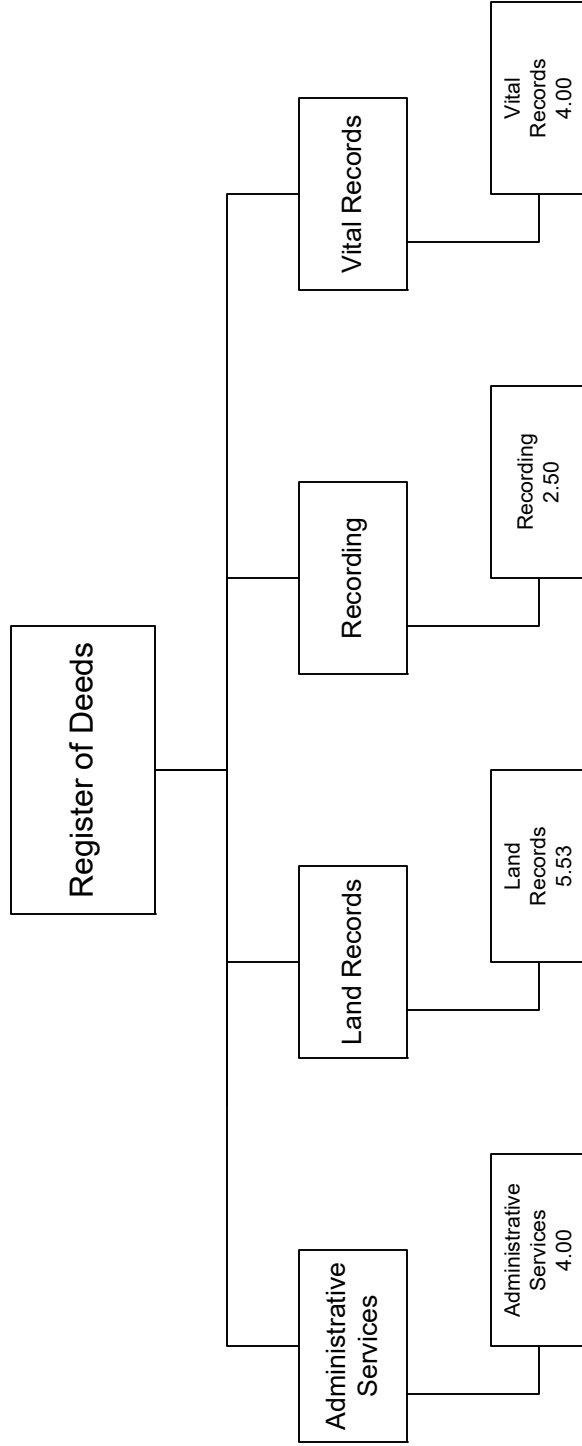 Register of Deeds
Administrative
Services
Land Records
Recording
Vital Records
Administrative
Services
4.00
Land
Records
5.53
Recording
2.50
Vital
Records
4.00